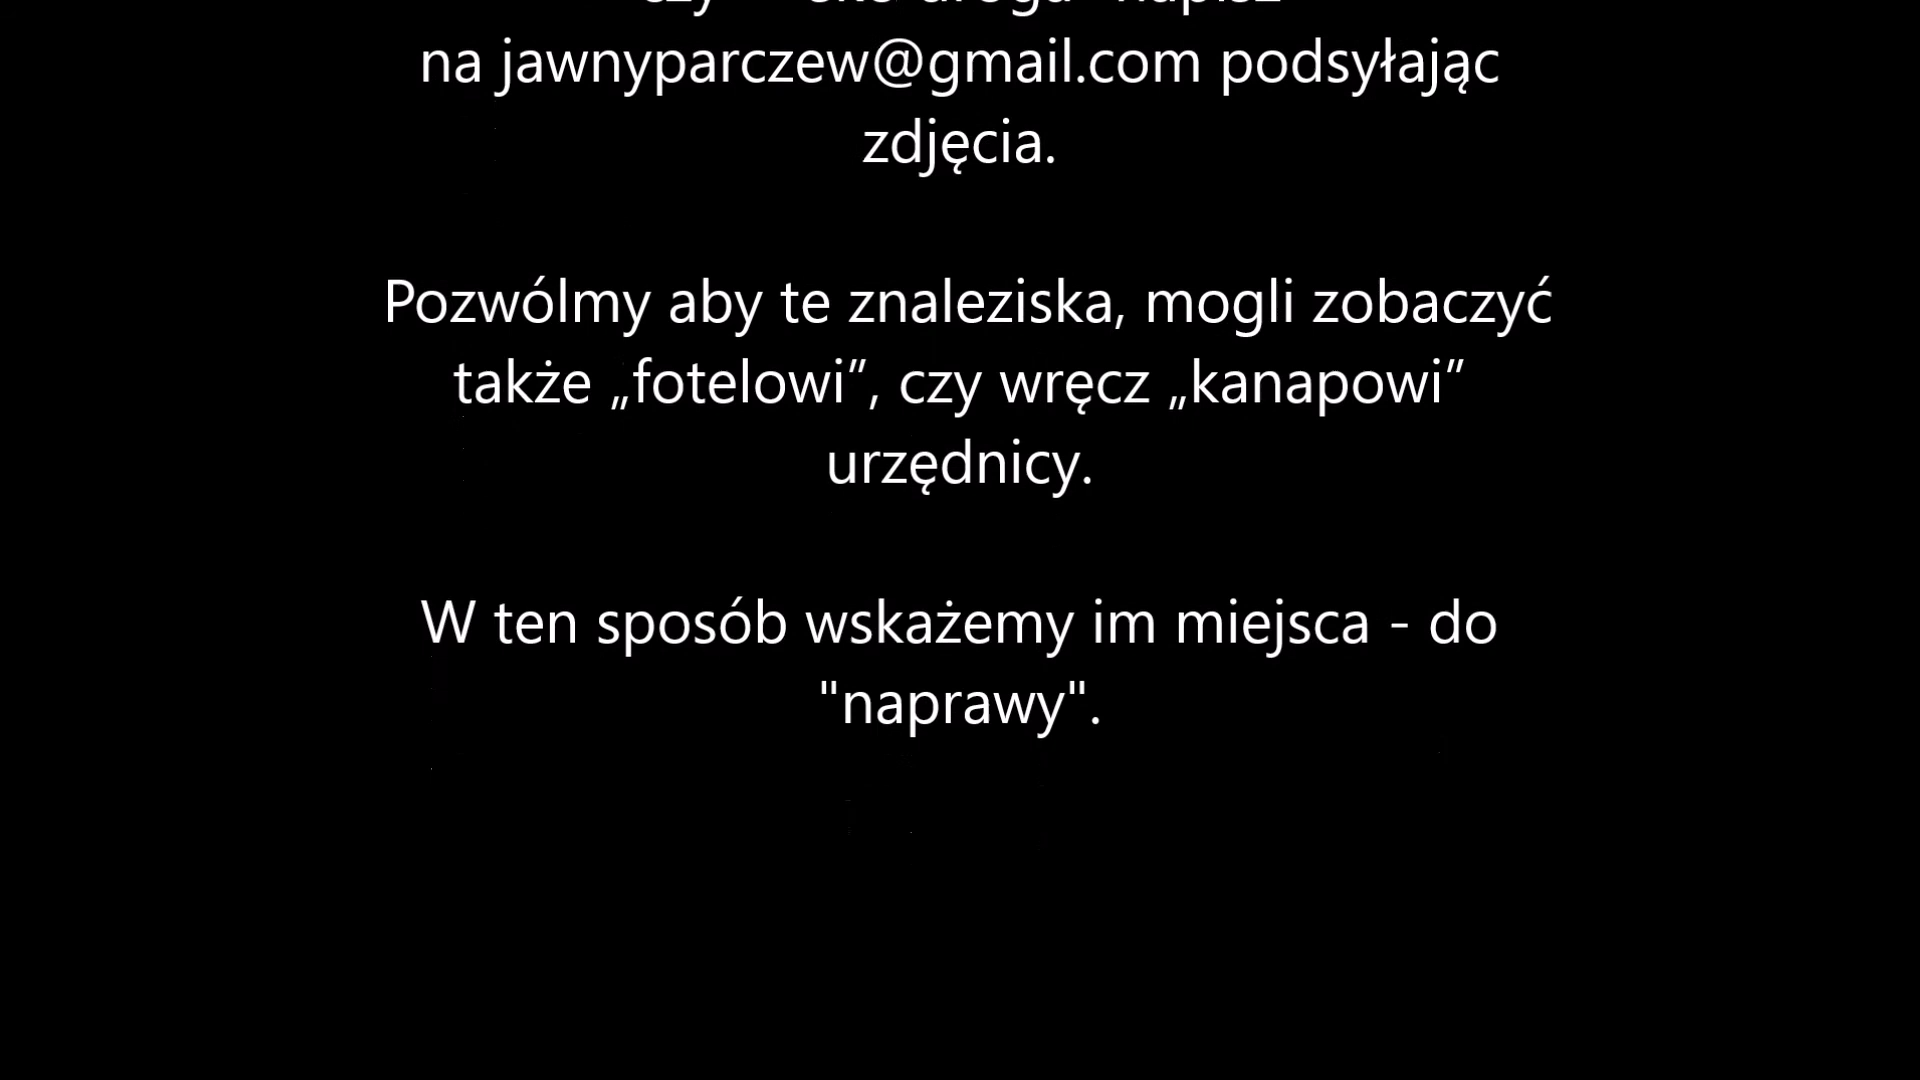 na jawnyparczew@gmail.com podsyłając
zdjęcia.
Pozwólmy aby te znaleziska, mogli zobaczyć
także „fotelowi”, czy wręcz „kanapowi”
urzędnicy.
W ten sposób wskażemy im miejsca - do
"naprawy".